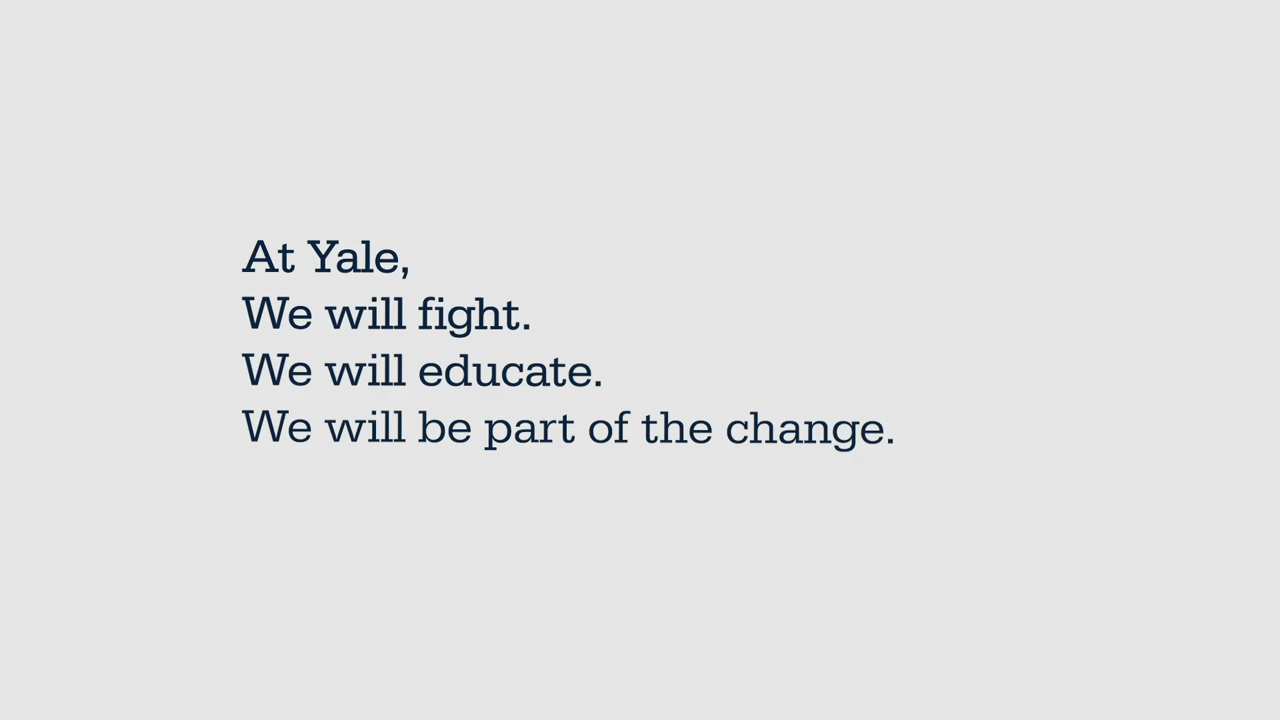 At Yale,
We will fight.
We will educate.
We will be part of the change.